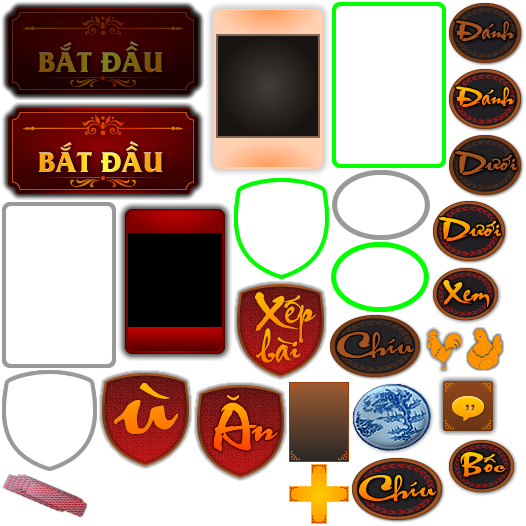 BẮT ĐẦU
Đánh
BẮT ĐẦU
Đánh
Dưới
Dưới
Xem
Xếp
bài
Chíu
Ù
Ăn
Bốc
Chíu